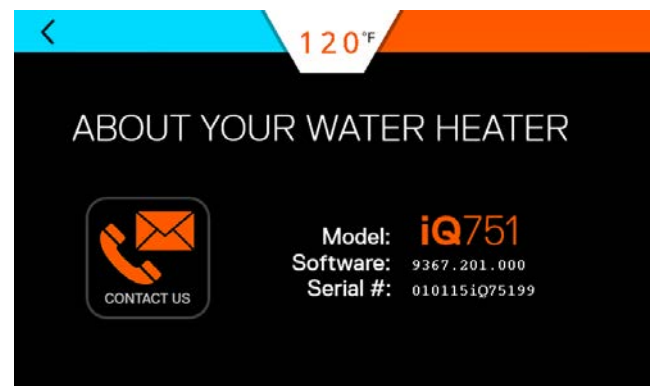 120°F
ABOUT YOUR WATER HEATER
CONTACT US
Model: iQ751
Software: 9367.201.000
Serial #: 010115iQ75199